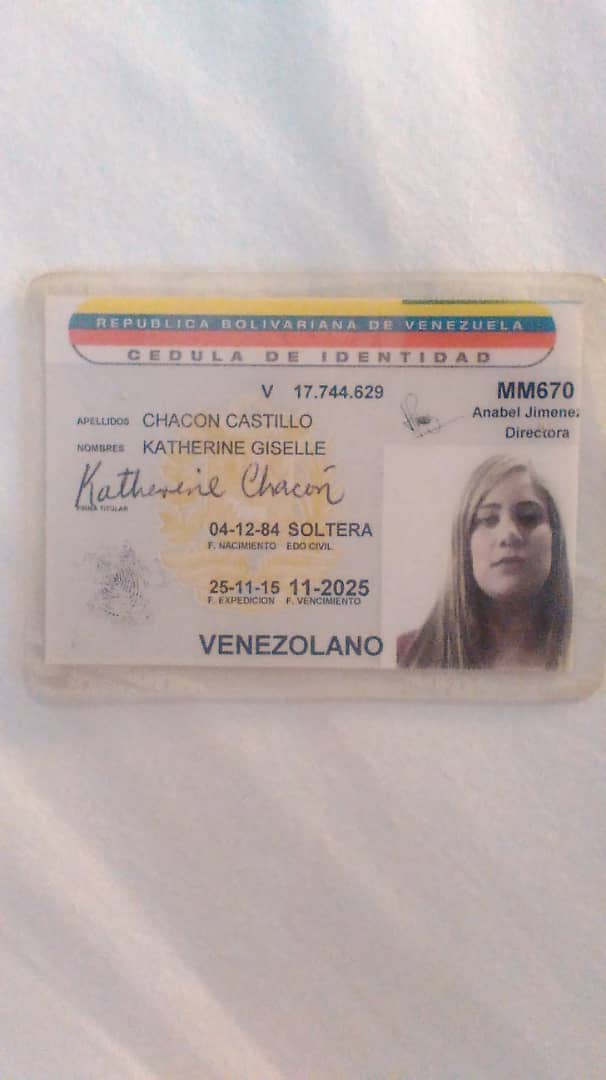 REPUBLICA BOLIVARIANA DE VENEZUELA
CEDULA DE IDENTIDAD
V 17.744.629
MM670
Anabel Jimenez
Directora
APELLIDOS CHACON CASTILLO
NOMBRES KATHERINE GISELLE
Katherine Chacón
FIRMA TITULAR
04-12-84 SOLTERA
F. NACIMIENTO EDO CIVIL
25-11-15 11-2025
F. EXPEDICION F. VENCIMIENTO
VENEZOLANO